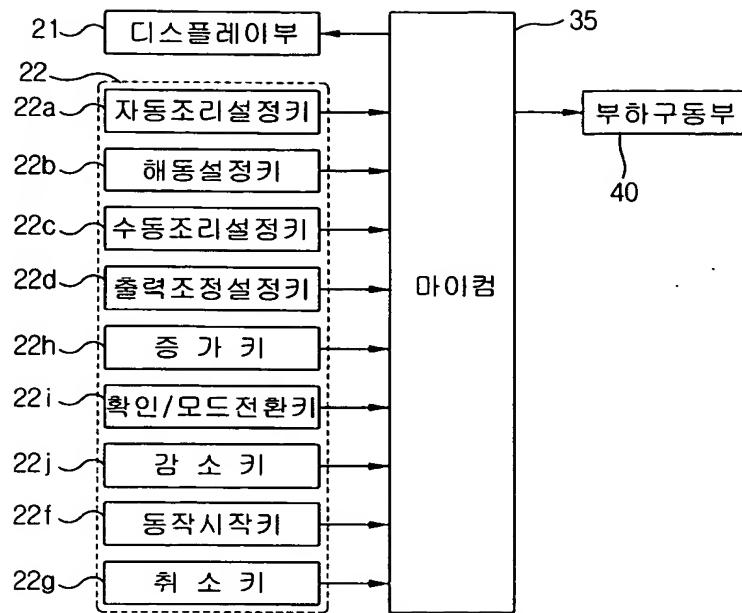 21 디스플레이부
35
22
22a 자동조리설정키
부하구동부
40
22b 해동설정키
22c 수동조리설정키
22d 출력조정설정키
마이컴
22h 증 가 키
22i 확인/모드전환키
22j 감 소 키
22f 동작시작키
22g 취 소 키